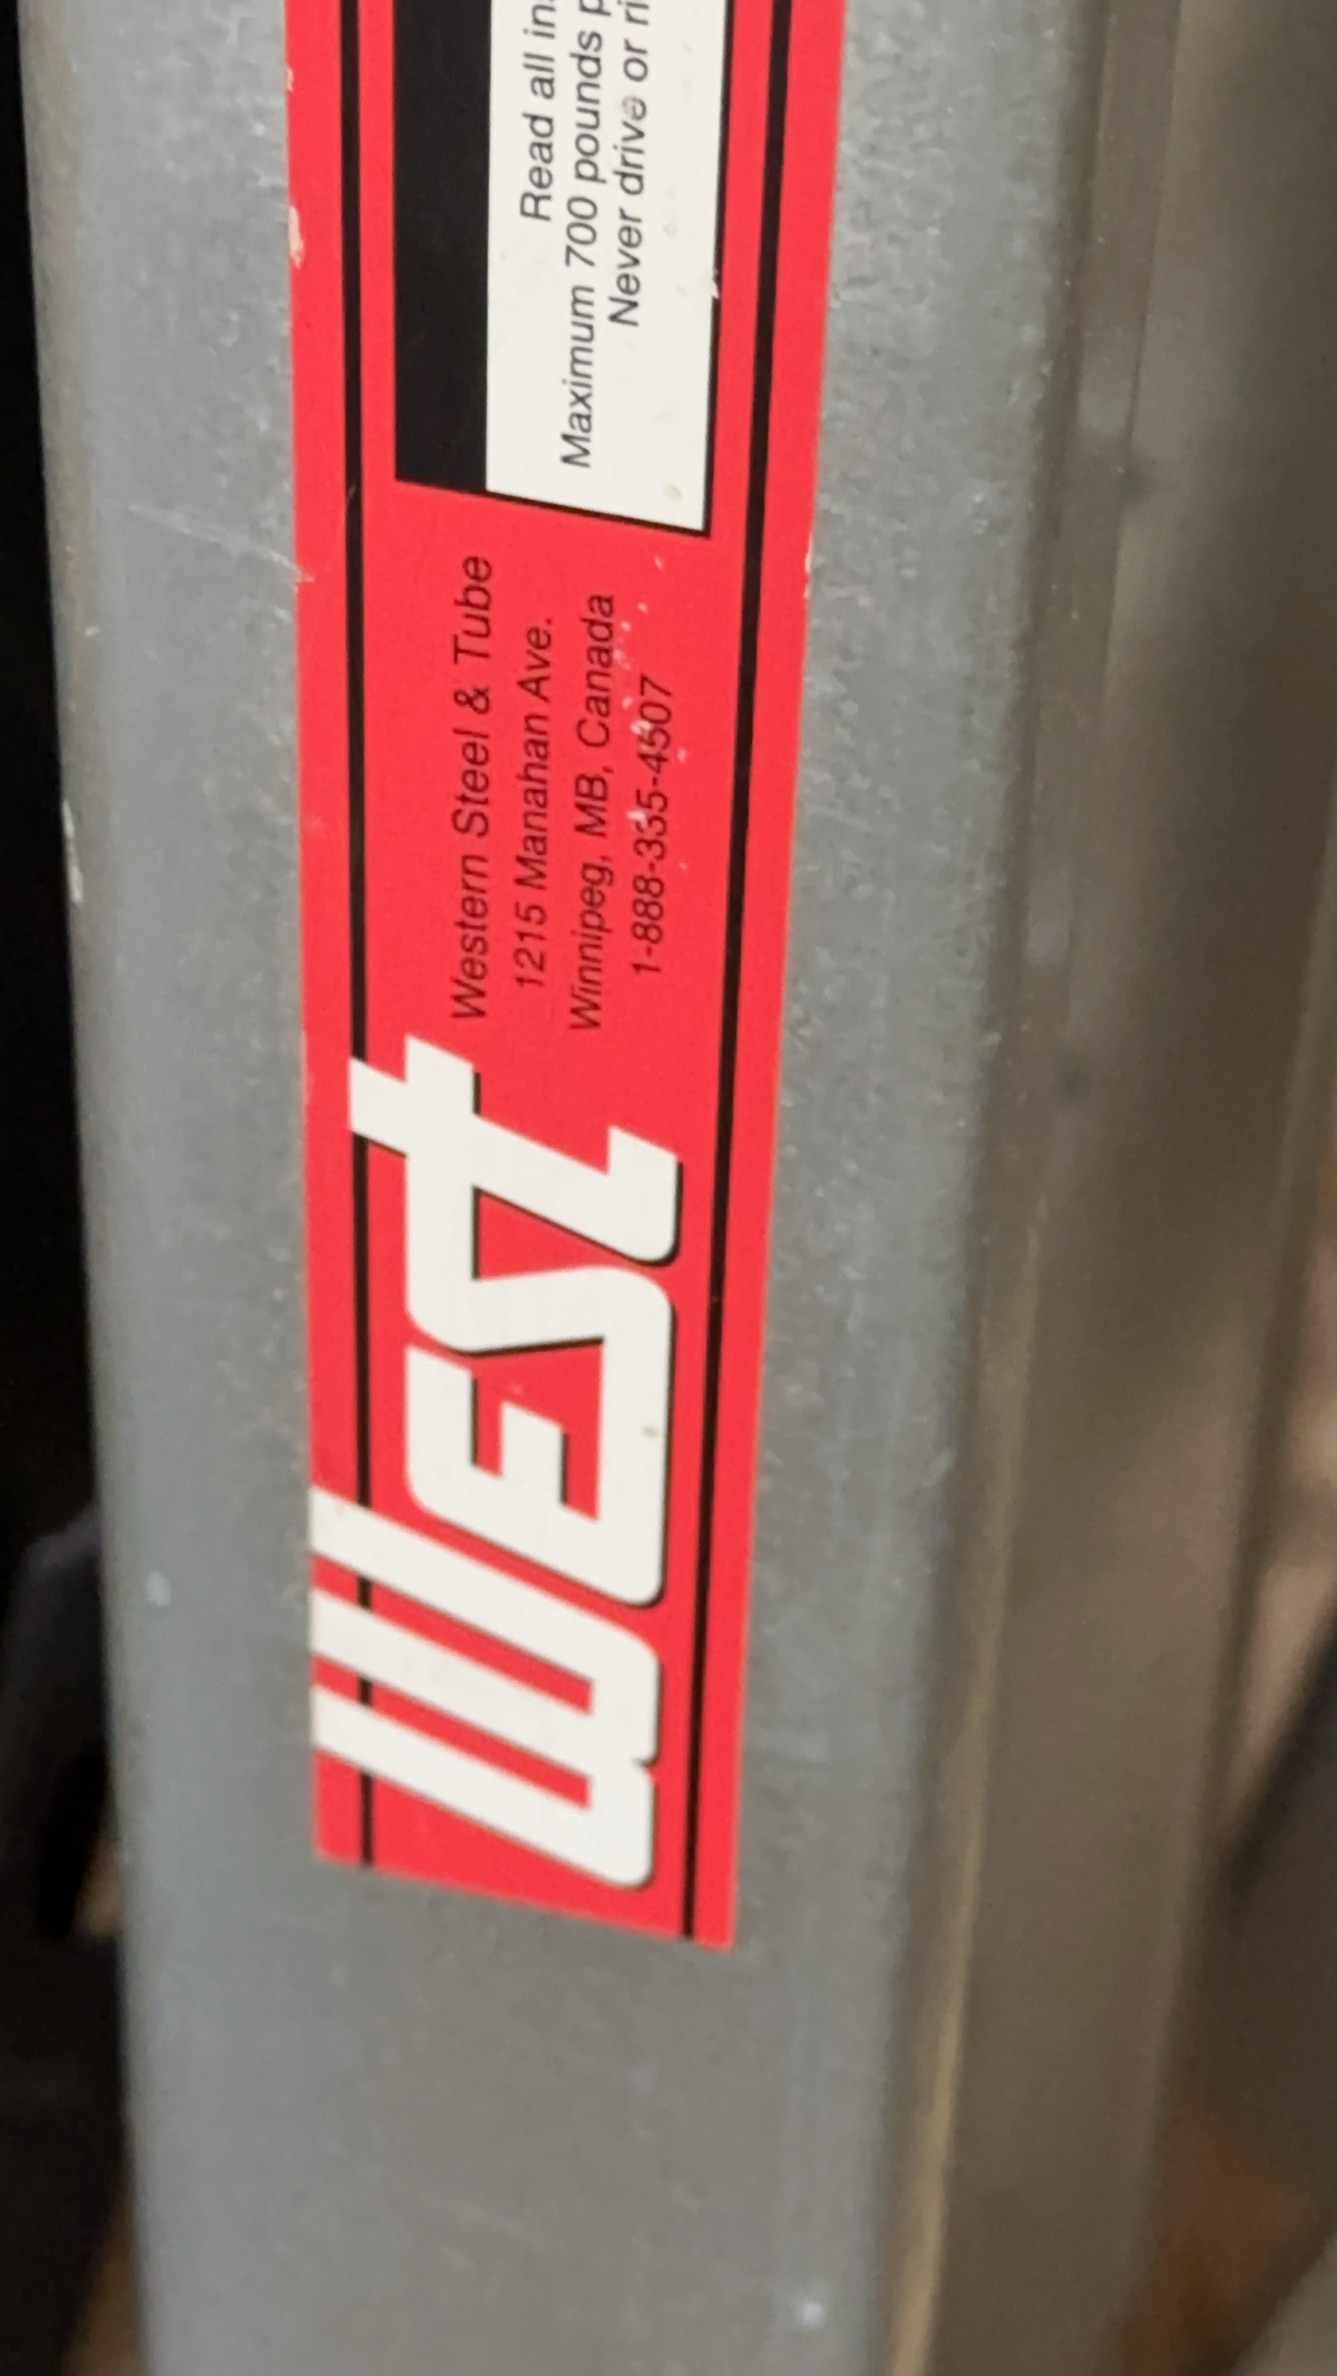 West
Western Steel & Tube
1215 Manahan Ave.
Winnipeg, MB, Canada
1-888-335-4507
Read all in
Maximum 700 pounds p
Never drive or ri